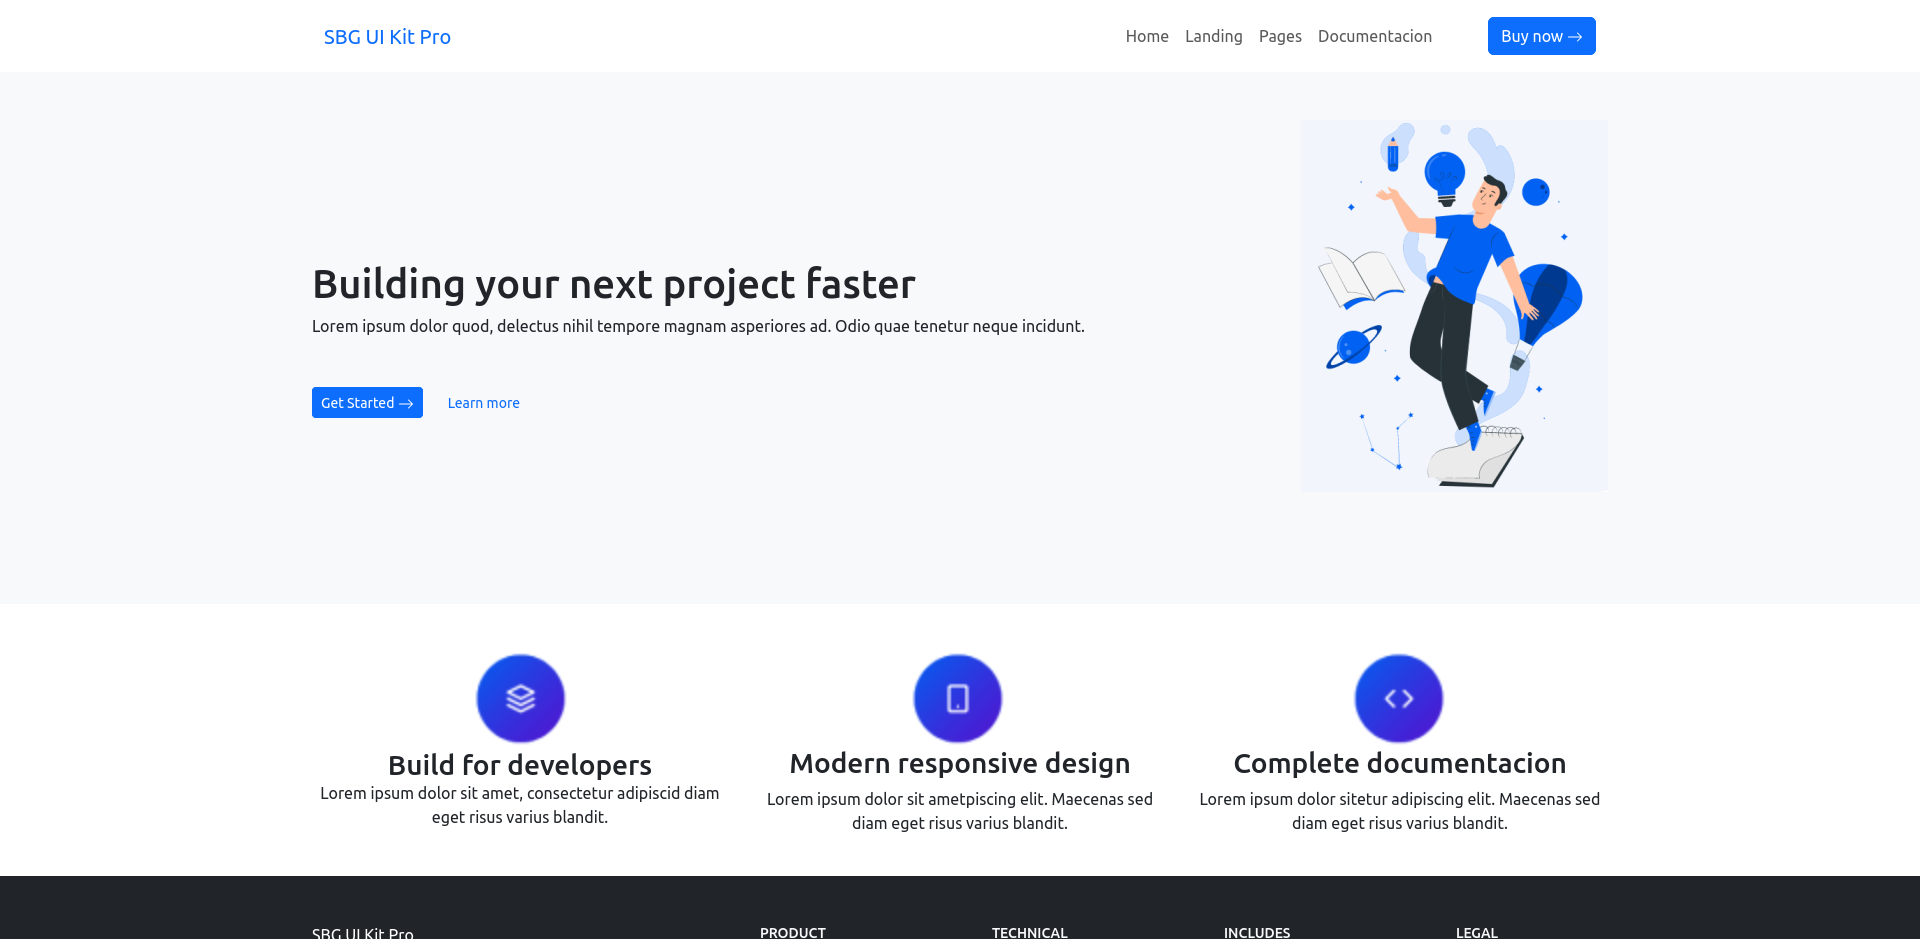 SBG UI Kit Pro
Home Landing Pages Documentacion Buy now →
Building your next project faster
Lorem ipsum dolor quod, delectus nihil tempore magnam asperiores ad. Odio quae tenetur neque incidunt.
Get Started → Learn more
Build for developers
Lorem ipsum dolor sit amet, consectetur adipiscid diam
eget risus varius blandit.
Modern responsive design
Lorem ipsum dolor sit ametpiscing elit. Maecenas sed
diam eget risus varius blandit.
Complete documentacion
Lorem ipsum dolor sitetur adipiscing elit. Maecenas sed
diam eget risus varius blandit.
SBG UI Kit Pro
PRODUCT
TECHNICAL
INCLUDES
LEGAL